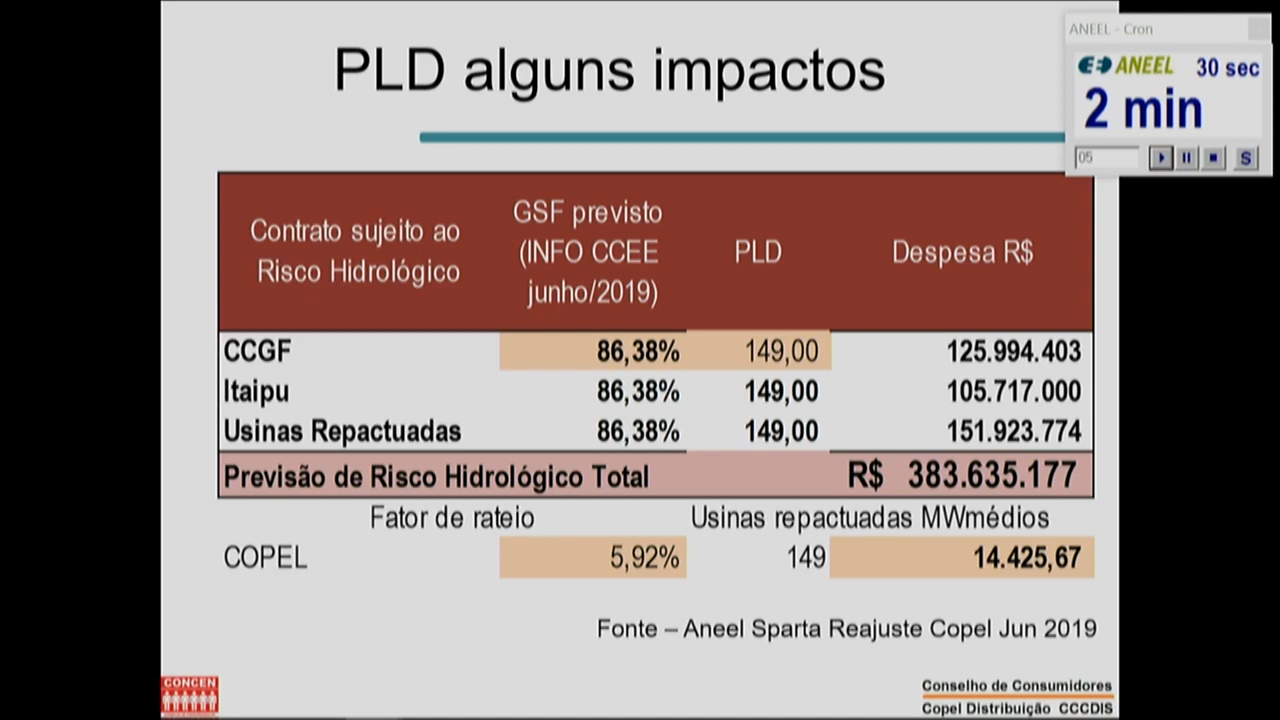 PLD alguns impactos
ANEEL - Cron
ANEEL 30 sec
2 min
05
S
Contrato sujeito ao Risco Hidrológico
GSF previsto (INFO CCEE junho/2019)
PLD
Despesa R$
CCGF 86,38% 149,00 125.994.403
Itaipu 86,38% 149,00 105.717.000
Usinas Repactuadas 86,38% 149,00 151.923.774
Previsão de Risco Hidrológico Total R$ 383.635.177
Fator de rateio Usinas repactuadas MWmédios
COPEL 5,92% 149 14.425,67
Fonte – Aneel Sparta Reajuste Copel Jun 2019
CONCEN
Conselho de Consumidores
Copel Distribuição CCCDIS